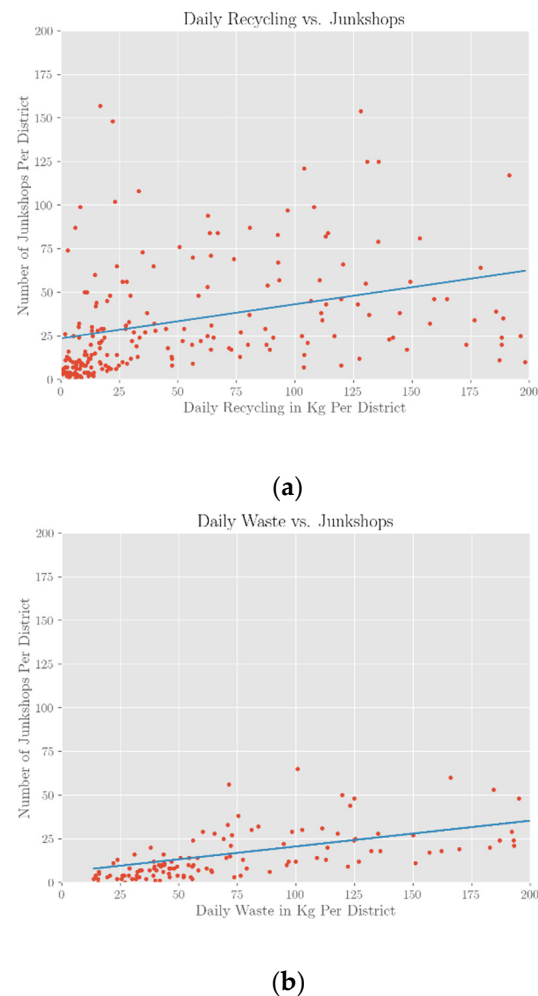 Daily Recycling vs. Junkshops
200
175
150
125
100
75
50
25
0
Number of Junkshops Per District
0 25 50 75 100 125 150 175 200
Daily Recycling in Kg Per District
(a)
Daily Waste vs. Junkshops
200
175
150
125
100
75
50
25
0
Number of Junkshops Per District
0 25 50 75 100 125 150 175 200
Daily Waste in Kg Per District
(b)